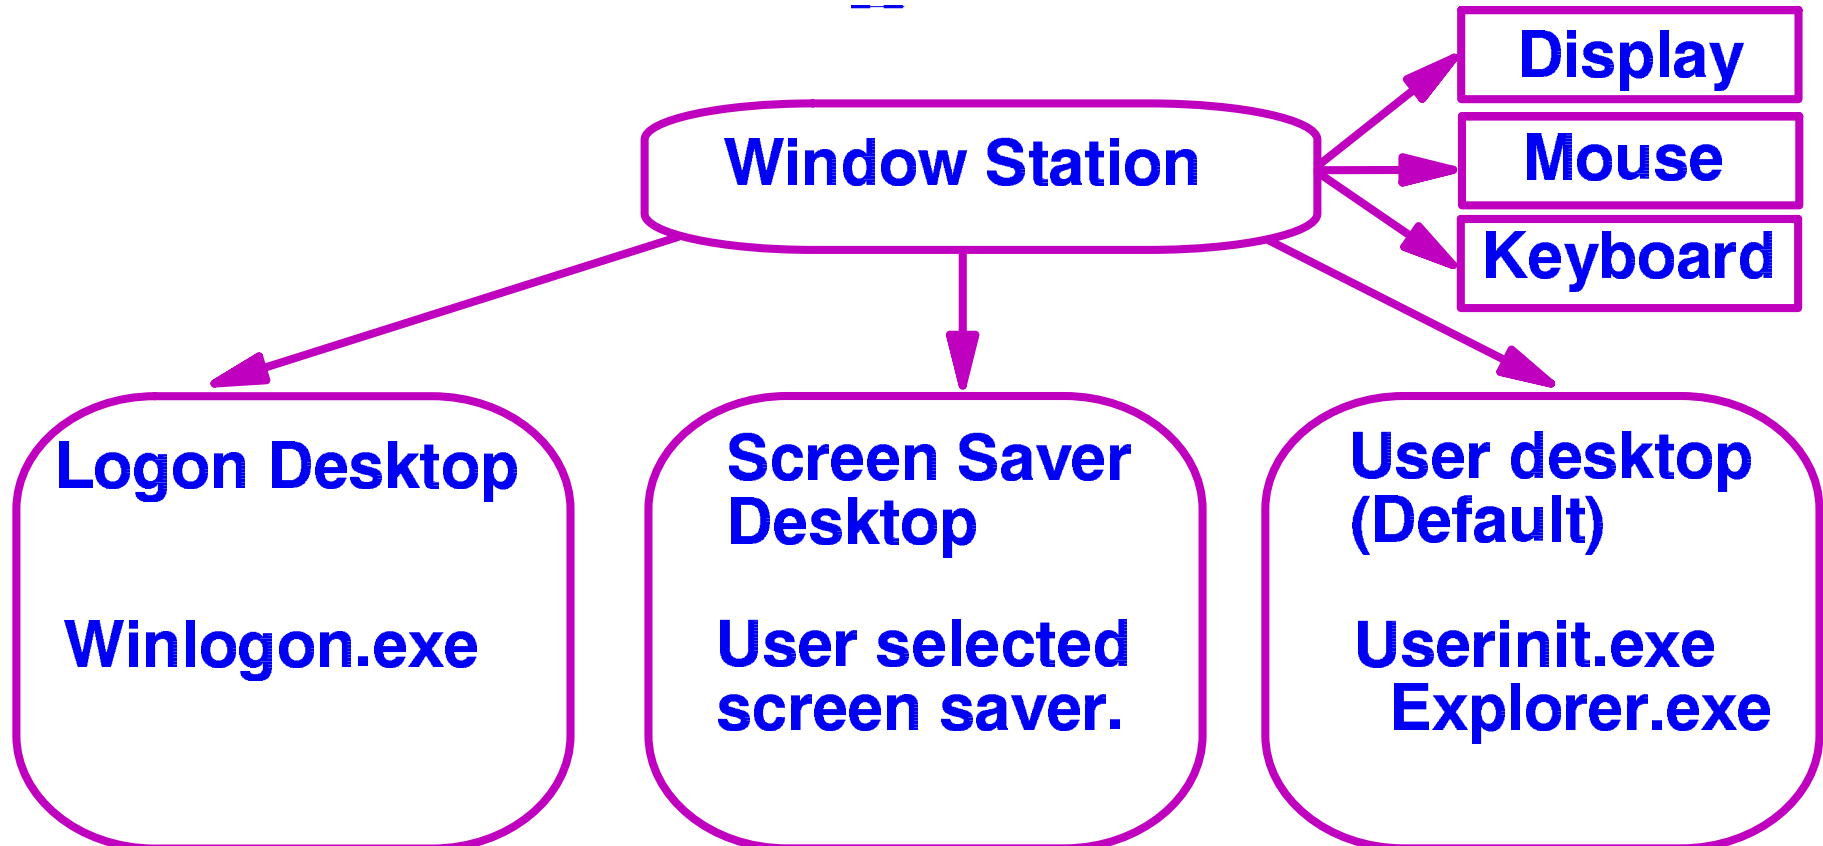 Display
Window Station
Mouse
Keyboard
Logon Desktop
Winlogon.exe
Screen Saver
Desktop
User selected
screen saver.
User desktop
(Default)
Userinit.exe
Explorer.exe